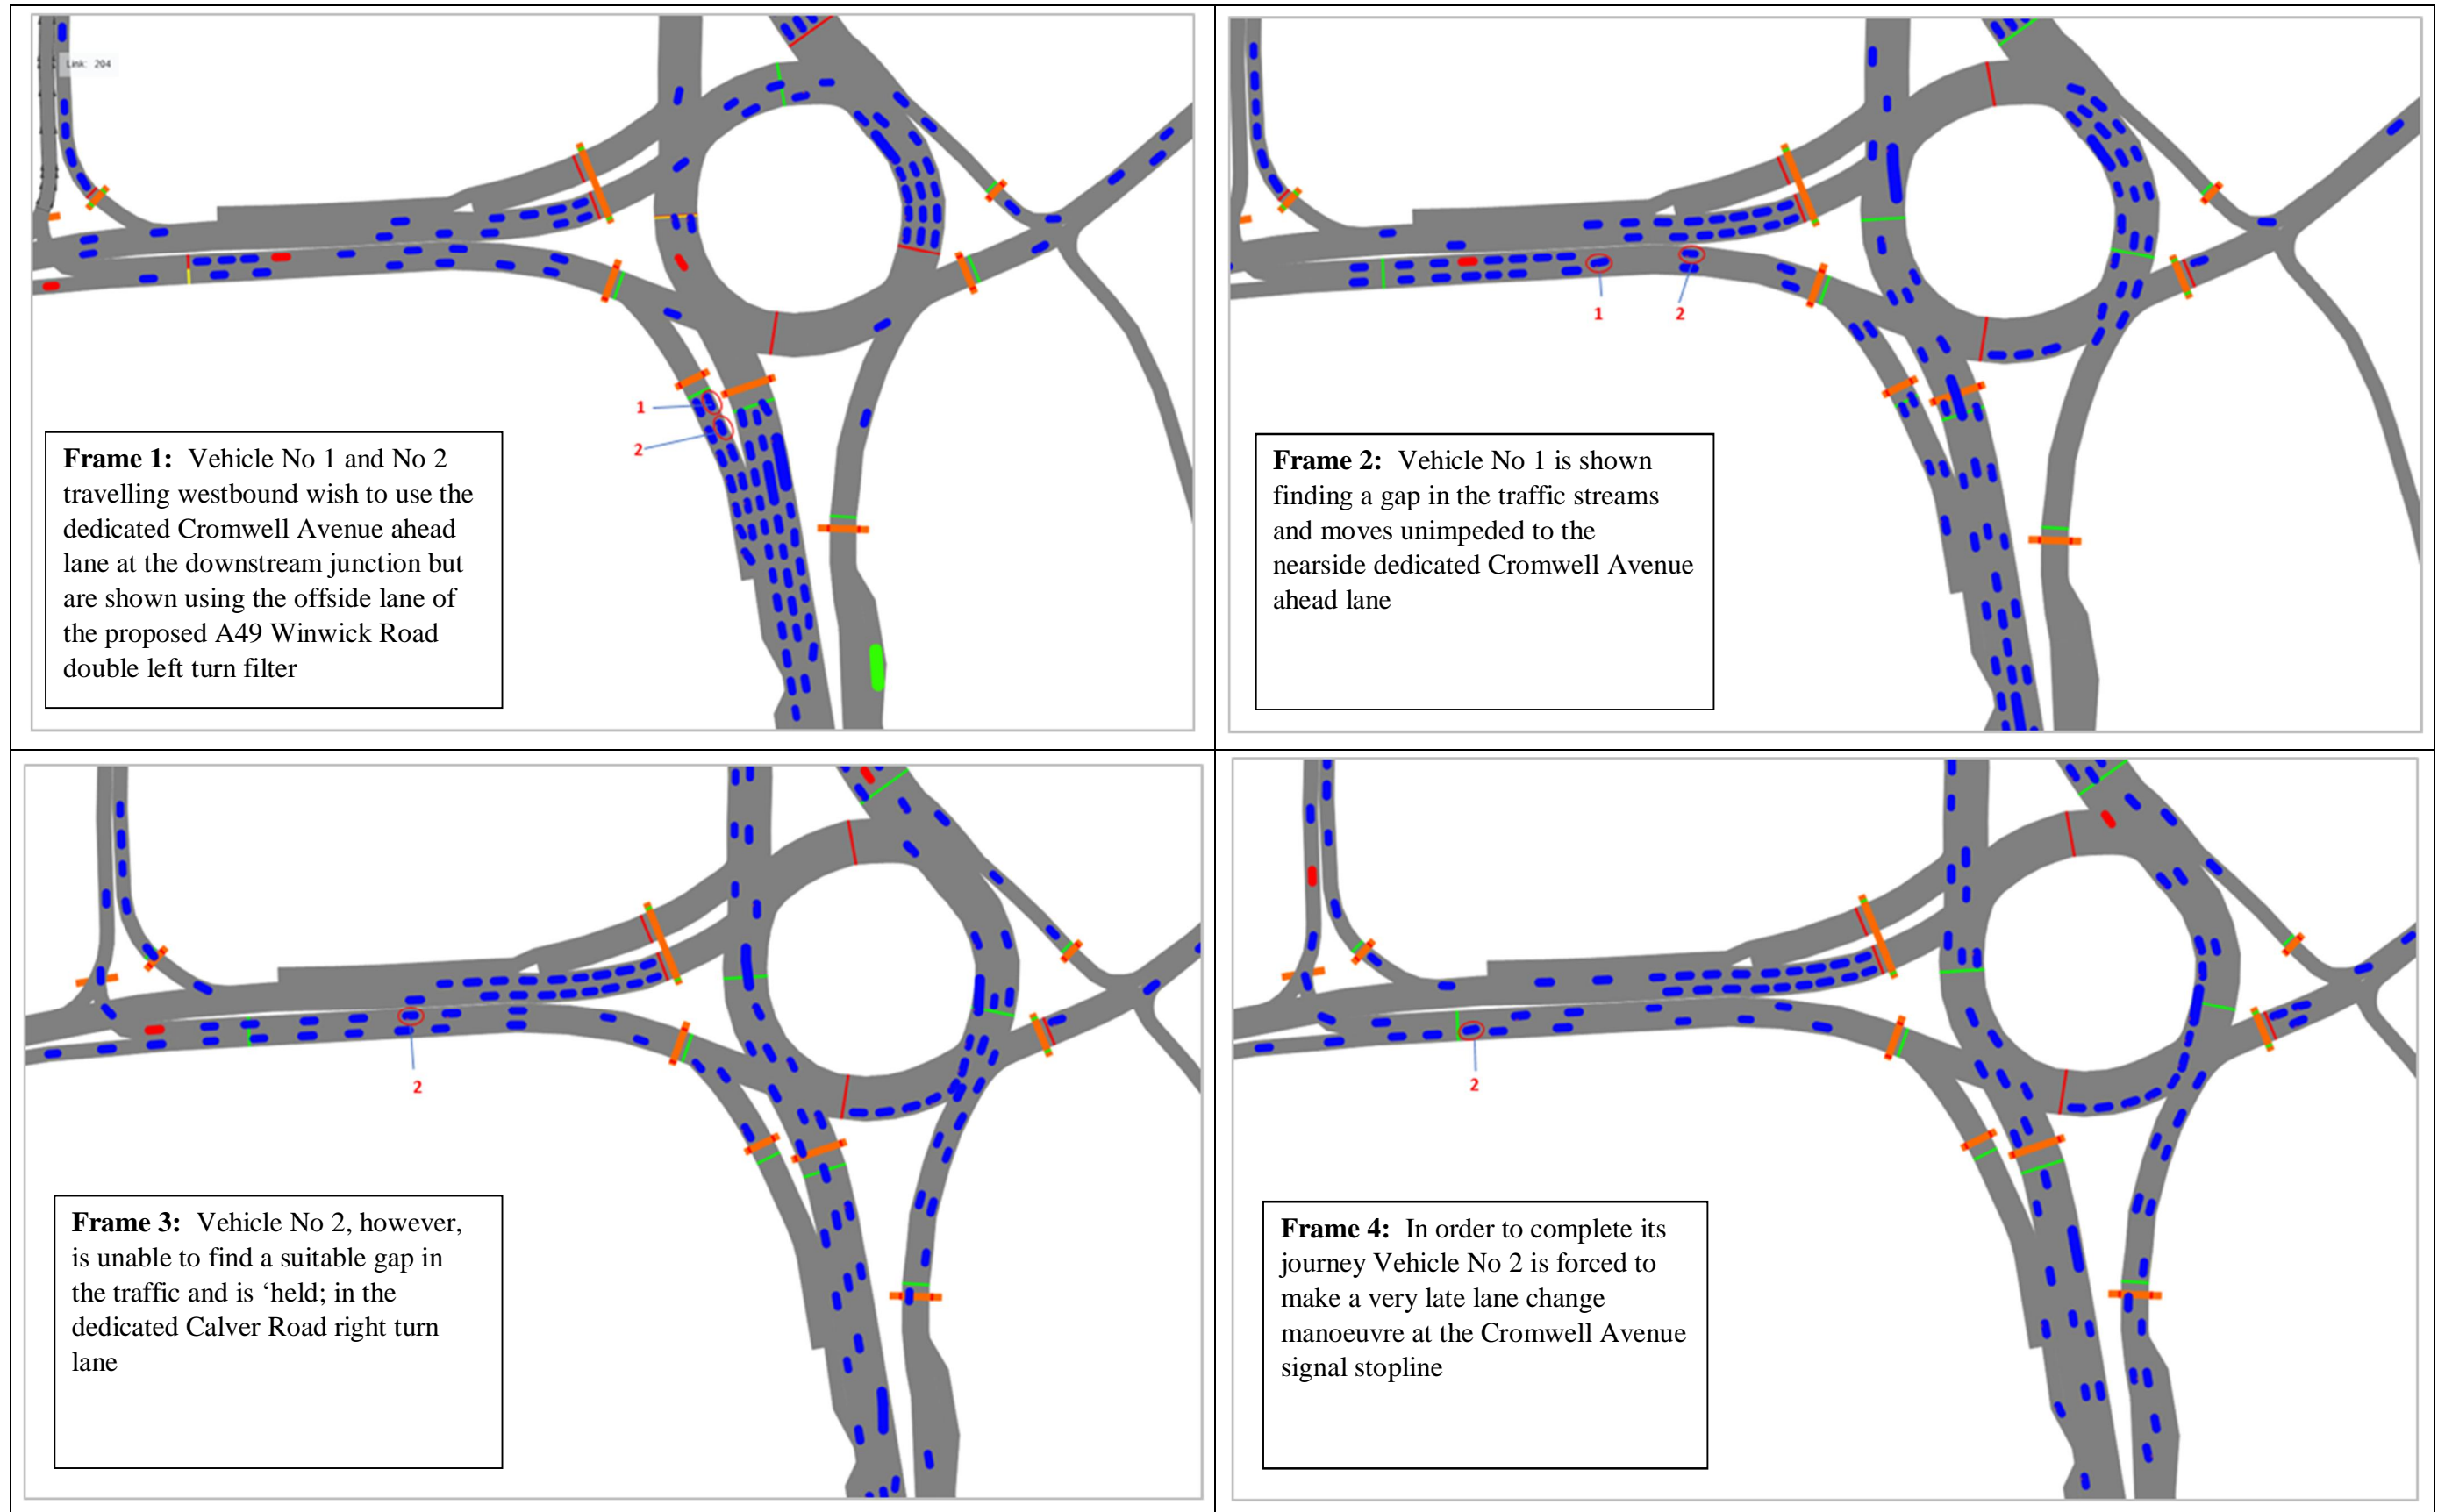 Link: 204
1
2
Frame 1: Vehicle No 1 and No 2
travelling westbound wish to use the
dedicated Cromwell Avenue ahead
lane at the downstream junction but
are shown using the offside lane of
the proposed A49 Winwick Road
double left turn filter
1
2
Frame 2: Vehicle No 1 is shown
finding a gap in the traffic streams
and moves unimpeded to the
nearside dedicated Cromwell Avenue
ahead lane
2
Frame 3: Vehicle No 2, however,
is unable to find a suitable gap in
the traffic and is ‘held; in the
dedicated Calver Road right turn
lane
2
Frame 4: In order to complete its
journey Vehicle No 2 is forced to
make a very late lane change
manoeuvre at the Cromwell Avenue
signal stopline